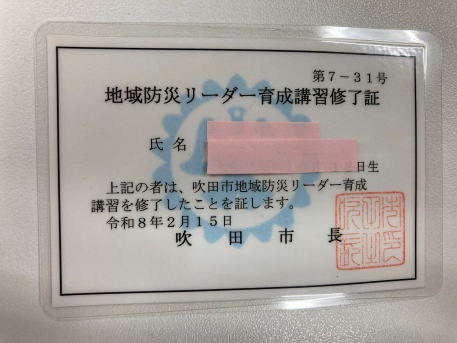 第7－31号
地域防災リーダー育成講習修了証
氏名
日生
上記の者は、吹田市地域防災リーダー育成
講習を修了したことを証します。
令和8年2月15日
吹田市長